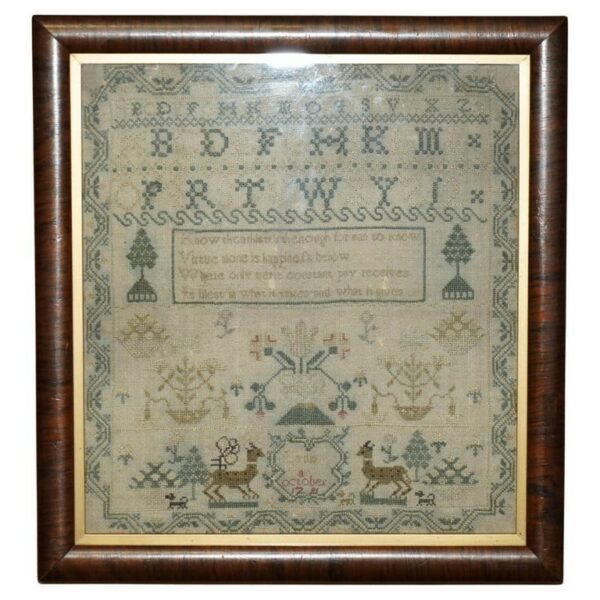 B D F H K M O Q S V X Z
B D F H K M
P R T W Y
Know then this truth enough for man to know
Virtue alone is happiness below
Whose only merit constant pay receives
Is blest in what it takes and what it gives
October